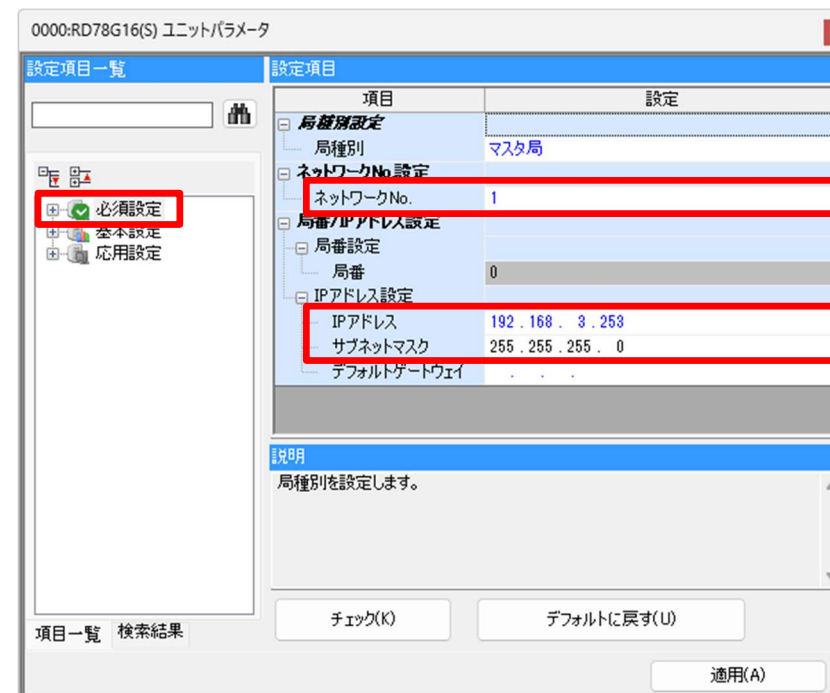 0000:RD78G16(S) ユニットパラメータ
設定項目一覧
設定項目
項目 設定
局種別設定
局種別 マスタ局
ネットワークNo.設定
ネットワークNo. 1
局番/IPアドレス設定
局番設定
局番 0
IPアドレス設定
IPアドレス 192.168. 3.253
サブネットマスク 255.255.255. 0
デフォルトゲートウェイ . . .
必須設定
基本設定
応用設定
説明
局種別を設定します。
項目一覧 検索結果
チェック(K) デフォルトに戻す(U)
適用(A)